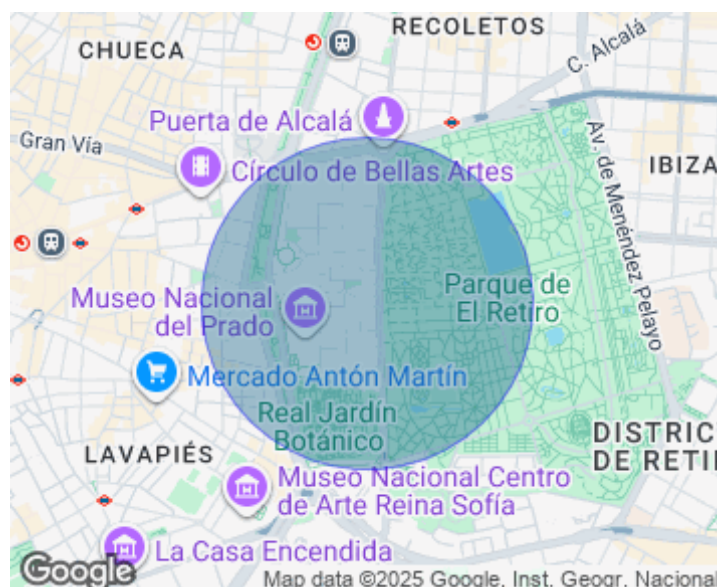 RECOLETOS
CHUECA
C. Alcalá
Puerta de Alcalá
Gran Vía
Círculo de Bellas Artes
Av. de Menéndez Pelayo
IBIZA
Museo Nacional
del Prado
Parque de
El Retiro
Mercado Antón Martín
Real Jardín
Botánico
LAVAPIÉS
DISTRIC
DE RETI
Museo Nacional Centro
de Arte Reina Sofía
La Casa Encendida
Google
Map data ©2025 Google, Inst. Geogr. Nacional